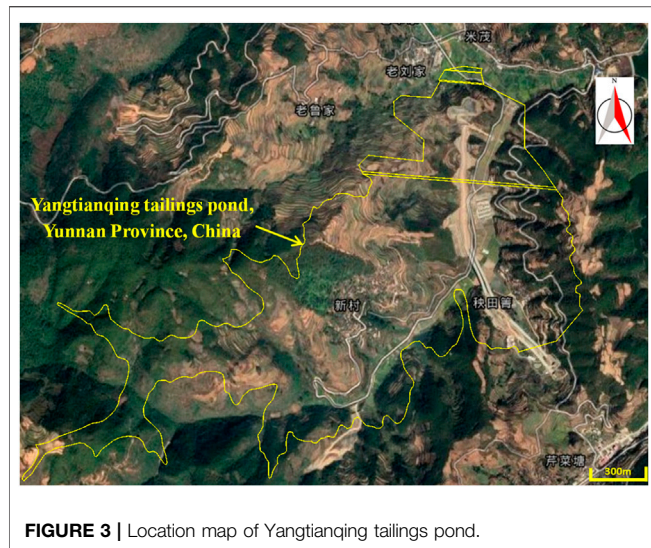 米茂
老刘家
老鲁家
N
Yangtianqing tailings pond,
Yunnan Province, China
新村
秧田箐
芹菜塘
300m
FIGURE 3 | Location map of Yangtianqing tailings pond.